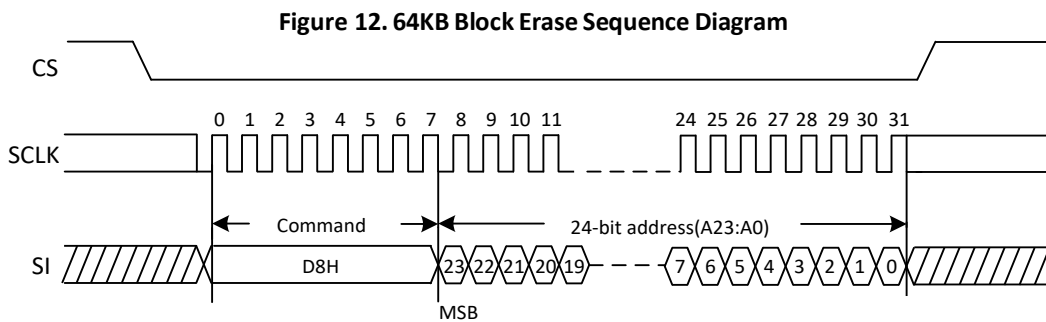 Figure 12. 64KB Block Erase Sequence Diagram
CS
0 1 2 3 4 5 6 7 8 9 10 11 24 25 26 27 28 29 30 31
SCLK
Command 24-bit address(A23:A0)
SI D8H 23 22 21 20 19 7 6 5 4 3 2 1 0
MSB